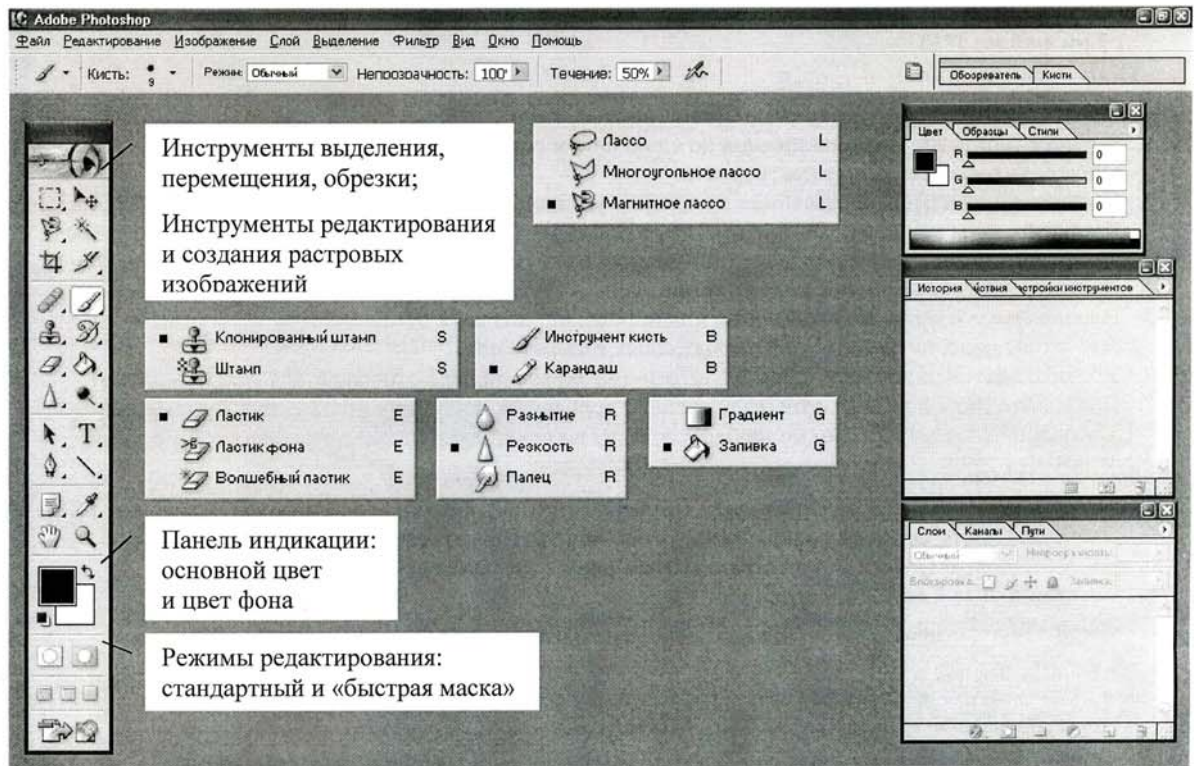 Adobe Photoshop
Файл Редактирование Изображение Слой Выделение Фильтр Вид Окно Помощь
Кисть: 9 Режим: Обычный Непрозрачность: 100 Течение: 50% Обозреватель Кисти
Инструменты выделения,
перемещения, обрезки;
Инструменты редактирования
и создания растровых
изображений
Лассо L
Многоугольное лассо L
Магнитное лассо L
Цвет Образцы Стили
R 0
G 0
B 0
История настройки инструментов
Клонированный штамп S
Штамп S
Инструмент кисть B
Карандаш B
Ластик E
Ластик фона E
Волшебный ластик E
Размытие R
Резкость R
Палец R
Градиент G
Заливка G
T
Панель индикации:
основной цвет
и цвет фона
Слои Каналы Пути
Обычный
Режимы редактирования:
стандартный и «быстрая маска»